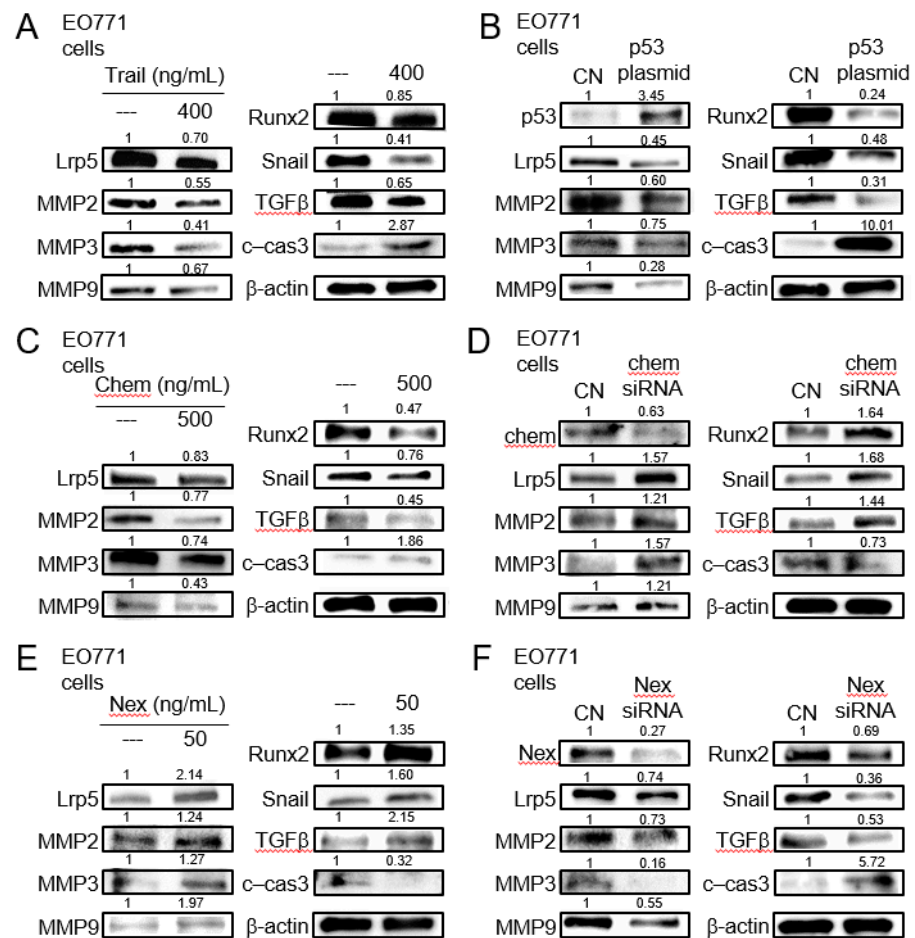 A EO771
cells
Trail (ng/mL)
--- 400
1 0.70
Lrp5
1 0.55
MMP2
1 0.41
MMP3
1 0.67
MMP9
--- 400
1 0.85
Runx2
1 0.41
Snail
1 0.65
TGFβ
1 2.87
c–cas3
β-actin
B EO771
cells
CN p53
plasmid
1 3.45
p53
1 0.45
Lrp5
1 0.60
MMP2
1 0.75
MMP3
1 0.28
MMP9
CN p53
plasmid
1 0.24
Runx2
1 0.48
Snail
1 0.31
TGFβ
1 10.01
c–cas3
β-actin
C EO771
cells
Chem (ng/mL)
--- 500
1 0.83
Lrp5
1 0.77
MMP2
1 0.74
MMP3
1 0.43
MMP9
--- 500
1 0.47
Runx2
1 0.76
Snail
1 0.45
TGFβ
1 1.86
c–cas3
β-actin
D EO771
cells
CN chem
siRNA
1 0.63
chem
1 1.57
Lrp5
1 1.21
MMP2
1 1.57
MMP3
1 1.21
MMP9
CN chem
siRNA
1 1.64
Runx2
1 1.68
Snail
1 1.44
TGFβ
1 0.73
c–cas3
β-actin
E EO771
cells
Nex (ng/mL)
--- 50
1 2.14
Lrp5
1 1.24
MMP2
1 1.27
MMP3
1 1.97
MMP9
--- 50
1 1.35
Runx2
1 1.60
Snail
1 2.15
TGFβ
1 0.32
c–cas3
β-actin
F EO771
cells
CN Nex
siRNA
1 0.27
Nex
1 0.74
Lrp5
1 0.73
MMP2
1 0.16
MMP3
1 0.55
MMP9
CN Nex
siRNA
1 0.69
Runx2
1 0.36
Snail
1 0.53
TGFβ
1 5.72
c–cas3
β-actin